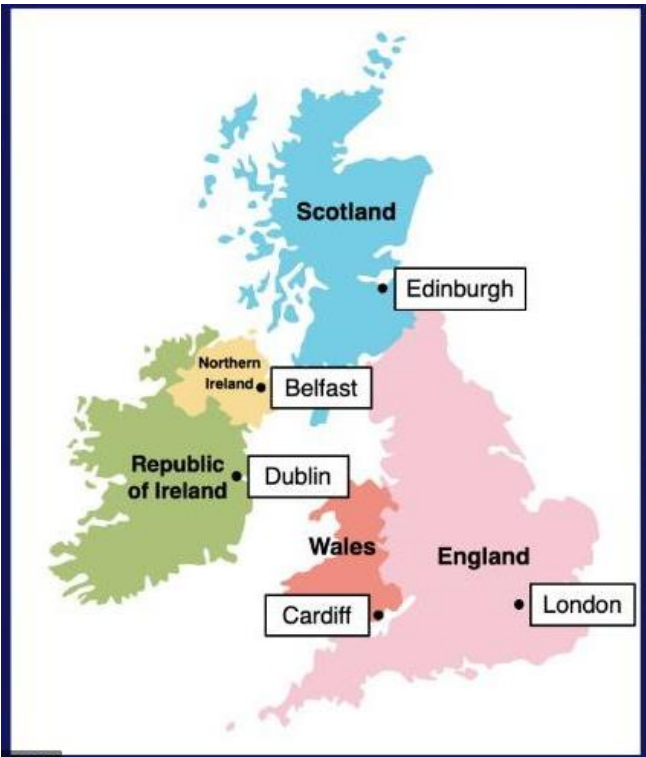 Scotland
Edinburgh
Northern
Ireland
Belfast
Republic
of Ireland
Dublin
Wales
England
Cardiff
London